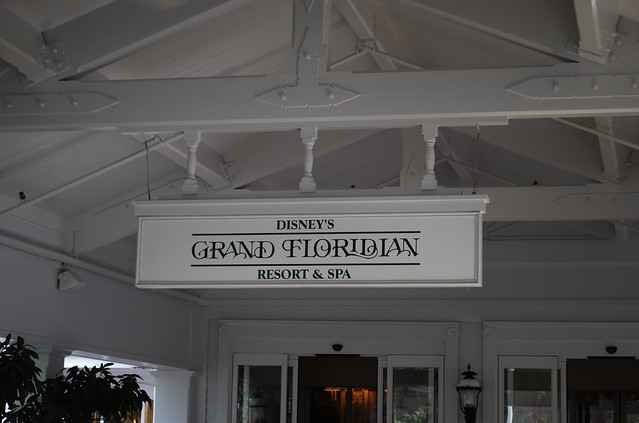 DISNEY'S
GRAND FLORIDIAN
RESORT & SPA